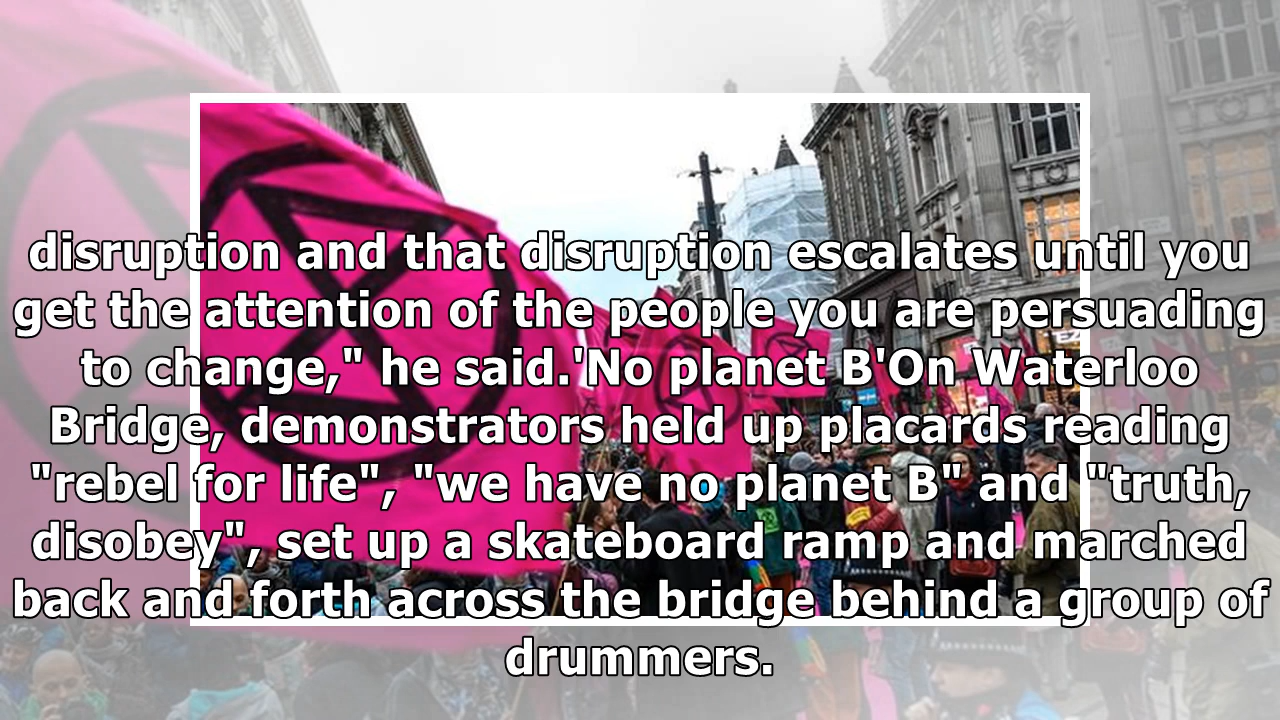 disruption and that disruption escalates until you
get the attention of the people you are persuading
to change," he said.'No planet B'On Waterloo
Bridge, demonstrators held up placards reading
"rebel for life", "we have no planet B" and "truth,
disobey", set up a skateboard ramp and marched
back and forth across the bridge behind a group of
drummers.